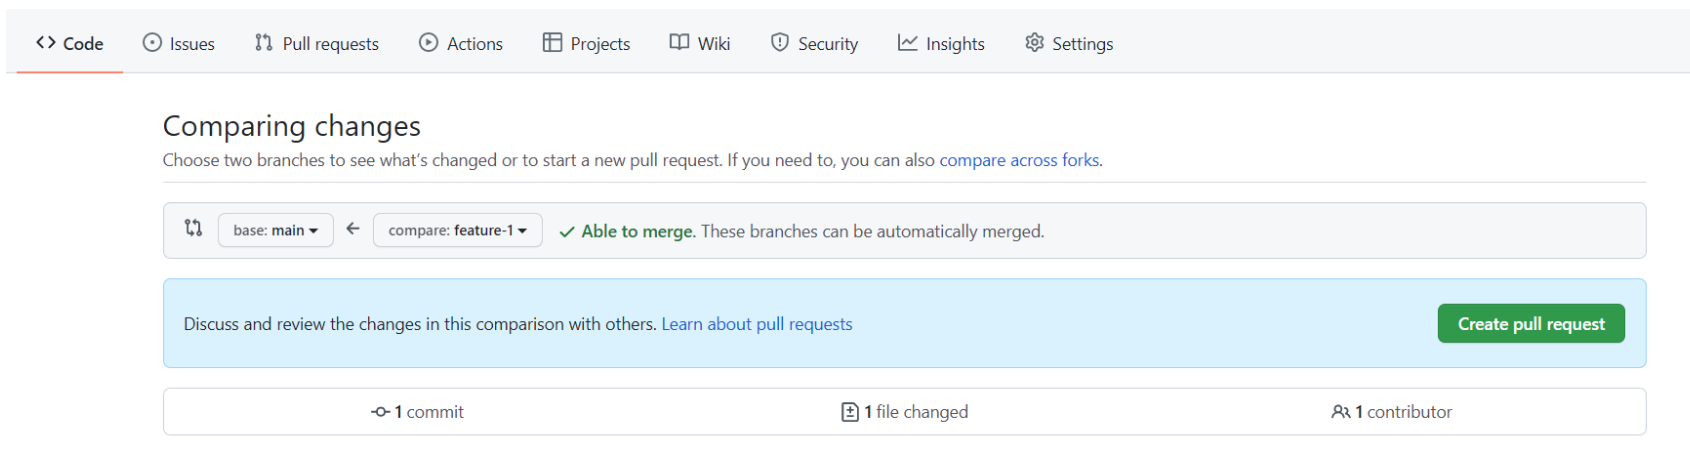 Code Issues Pull requests Actions Projects Wiki Security Insights Settings
Comparing changes
Choose two branches to see what's changed or to start a new pull request. If you need to, you can also compare across forks.
base: main compare: feature-1 Able to merge. These branches can be automatically merged.
Discuss and review the changes in this comparison with others. Learn about pull requests Create pull request
1 commit 1 file changed 1 contributor